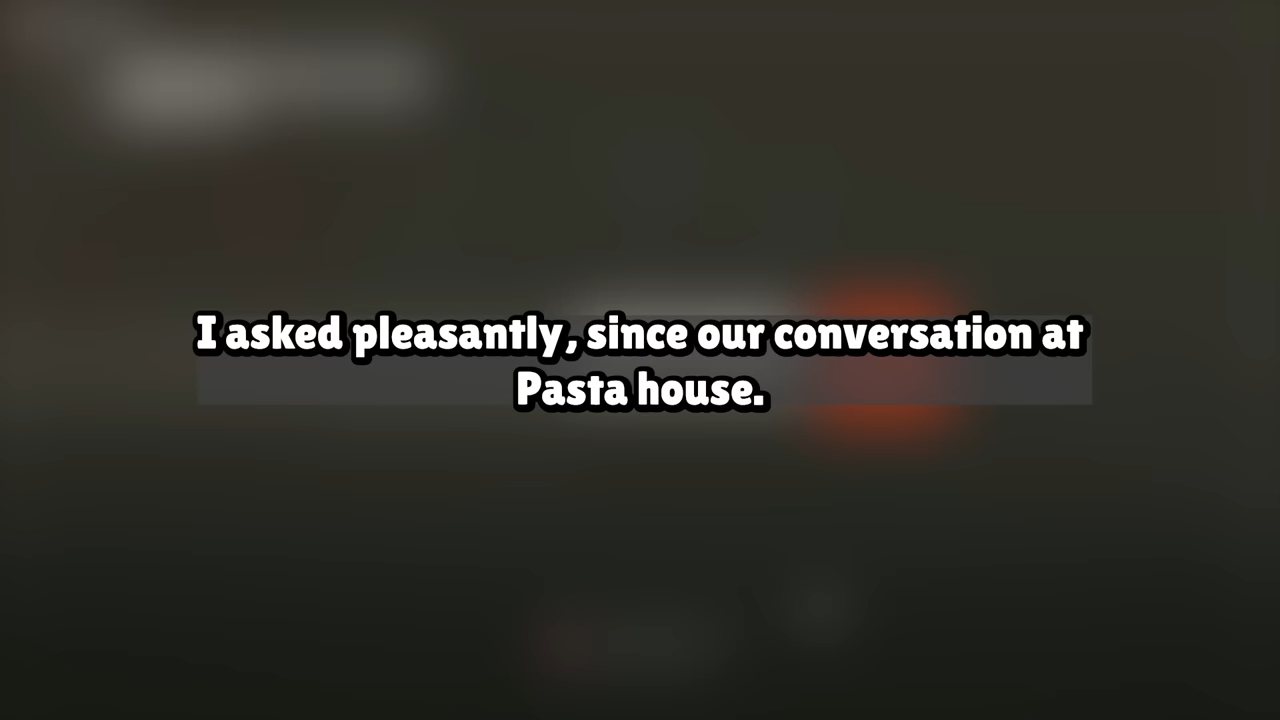 I asked pleasantly, since our conversation at
Pasta house.